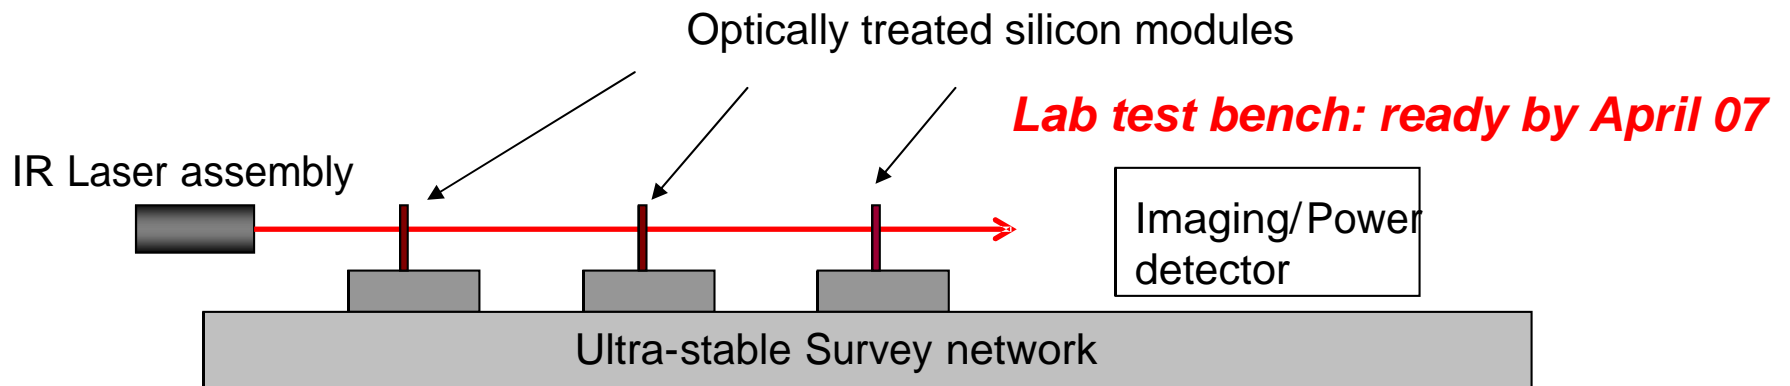 Optically treated silicon modules
Lab test bench: ready by April 07
IR Laser assembly
Imaging/Power
detector
Ultra-stable Survey network